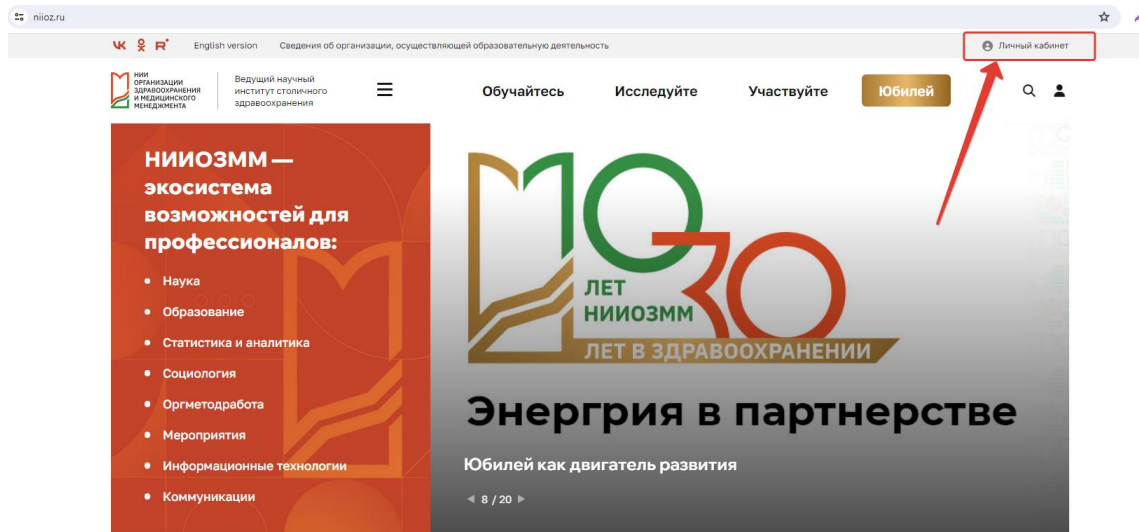 niioz.ru
English version Сведения об организации, осуществляющей образовательную деятельность Личный кабинет
НИИ
ОРГАНИЗАЦИИ
ЗДРАВООХРАНЕНИЯ
И МЕДИЦИНСКОГО
МЕНЕДЖМЕНТА
Ведущий научный
институт столичного
здравоохранения
Обучайтесь Исследуйте Участвуйте Юбилей
НИИОЗММ —
экосистема
возможностей для
профессионалов:
Наука
Образование
Статистика и аналитика
Социология
Оргметодработа
Мероприятия
Информационные технологии
Коммуникации
10 30
ЛЕТ
НИИОЗММ
ЛЕТ В ЗДРАВООХРАНЕНИИ
Энергрия в партнерстве
Юбилей как двигатель развития
8 / 20